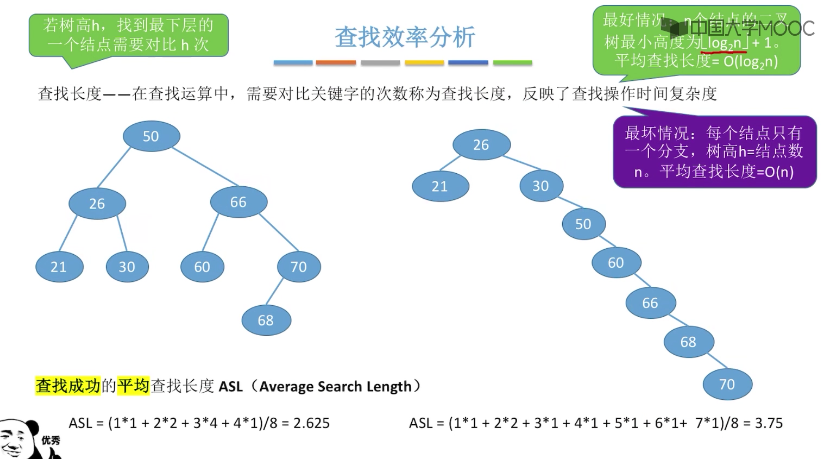 若树高h，找到最下层的
一个结点需要对比 h 次
查找效率分析
最好情况：n个结点的二叉
中国大学MOOC
树最小高度为⌊log₂n⌋ + 1。
平均查找长度= O(log₂n)
查找长度——在查找运算中，需要对比关键字的次数称为查找长度，反映了查找操作时间复杂度
最坏情况：每个结点只有
一个分支，树高h=结点数
n。平均查找长度=O(n)
50
26
66
21
30
60
70
68
26
21
30
50
60
66
68
70
查找成功的平均查找长度 ASL（Average Search Length）
ASL = (1*1 + 2*2 + 3*4 + 4*1)/8 = 2.625
ASL = (1*1 + 2*2 + 3*1 + 4*1 + 5*1 + 6*1+ 7*1)/8 = 3.75
优秀